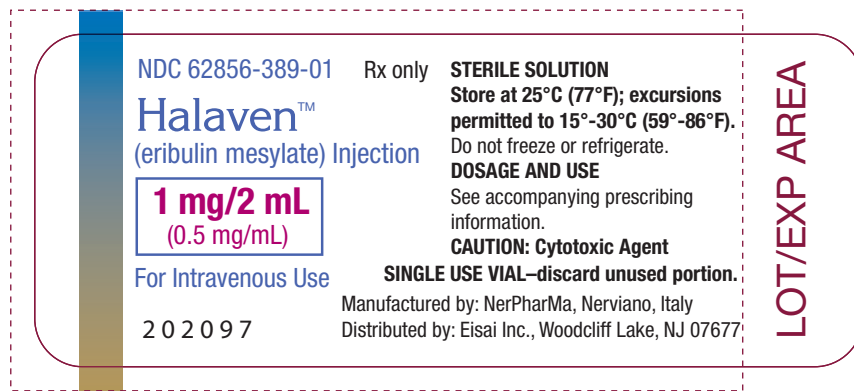 NDC 62856-389-01
Rx only
Halaven™
(eribulin mesylate) Injection
1 mg/2 mL
(0.5 mg/mL)
For Intravenous Use
202097
STERILE SOLUTION
Store at 25°C (77°F); excursions
permitted to 15°-30°C (59°-86°F).
Do not freeze or refrigerate.
DOSAGE AND USE
See accompanying prescribing
information.
CAUTION: Cytotoxic Agent
SINGLE USE VIAL–discard unused portion.
Manufactured by: NerPharMa, Nerviano, Italy
Distributed by: Eisai Inc., Woodcliff Lake, NJ 07677
LOT/EXP AREA